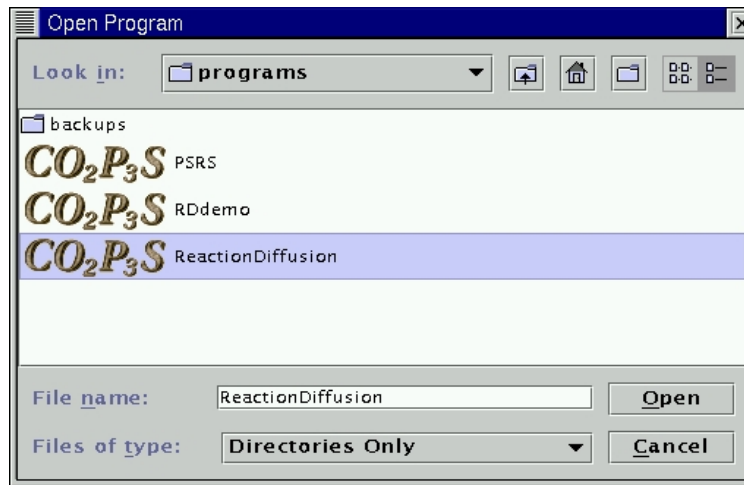 Open Program
Look in: programs
backups
CO₂P₃S PSRS
CO₂P₃S RDdemo
CO₂P₃S ReactionDiffusion
File name: ReactionDiffusion Open
Files of type: Directories Only Cancel